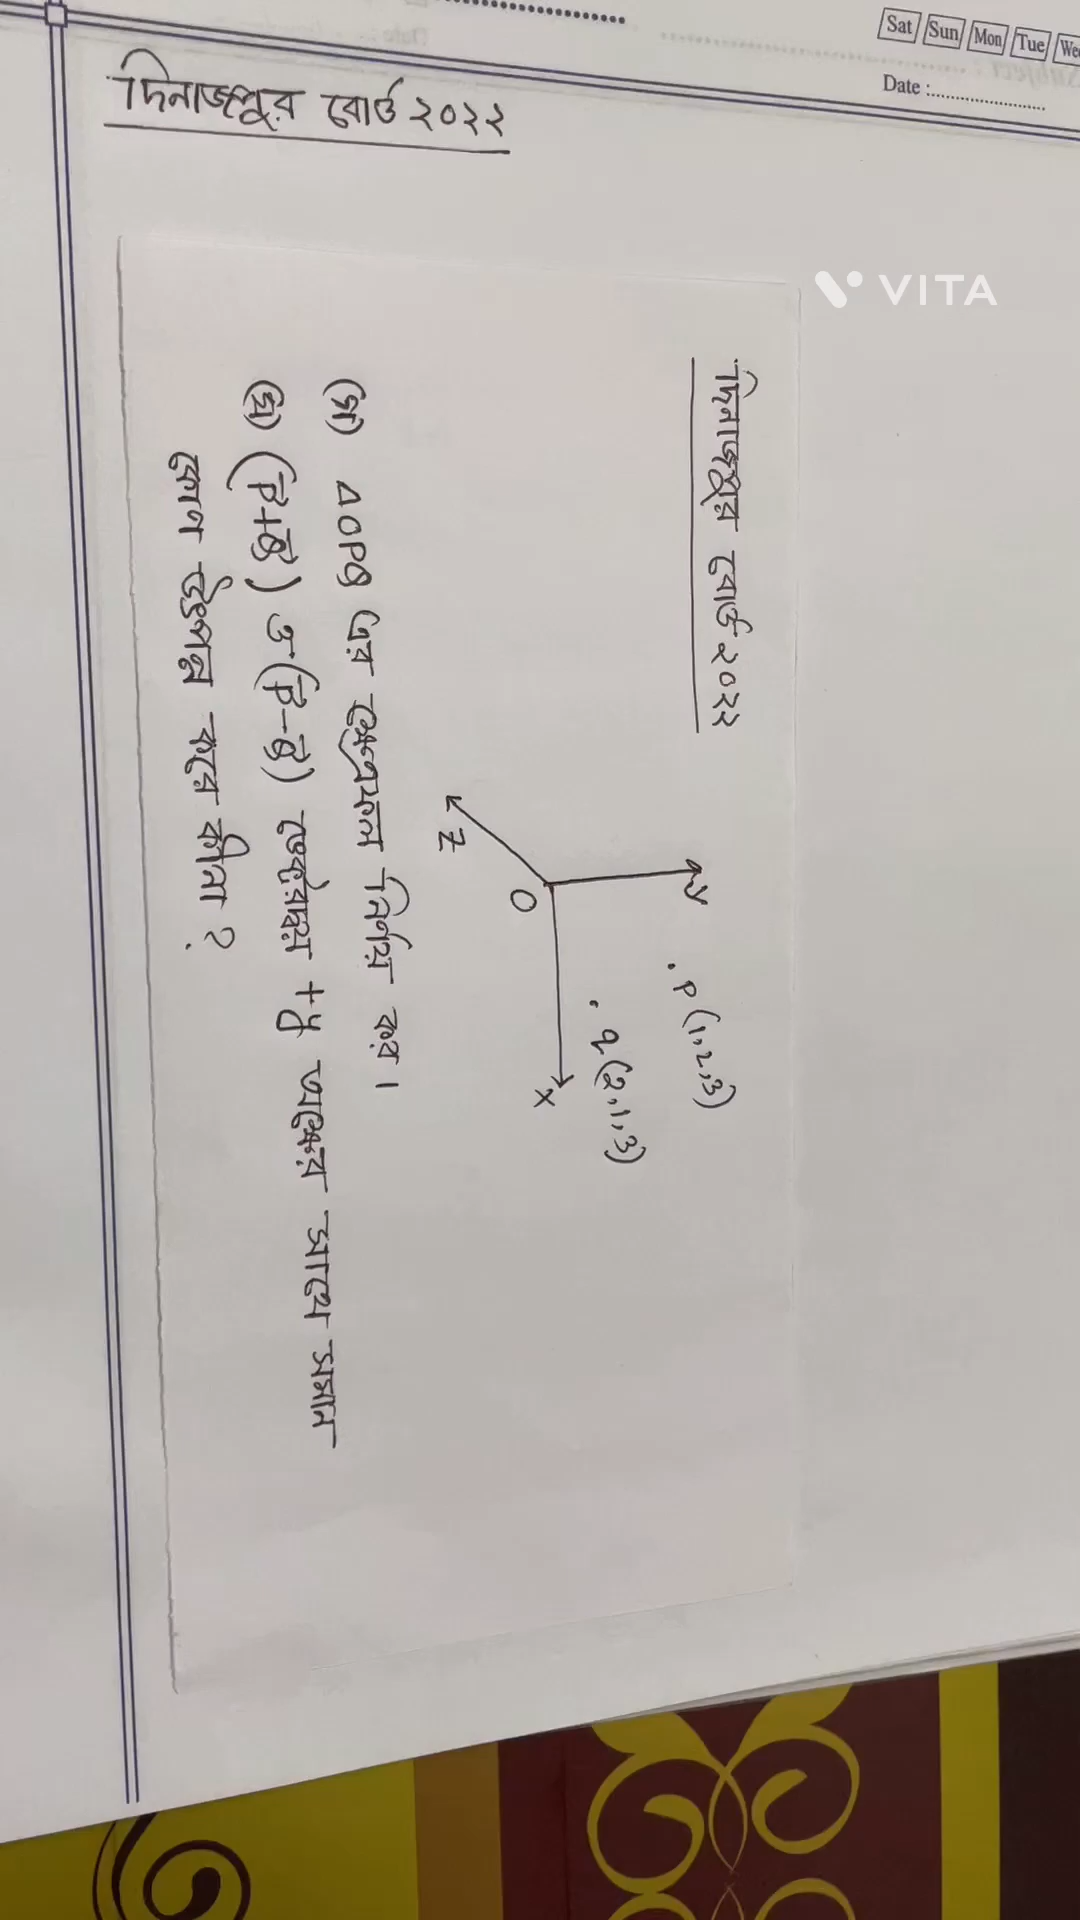 Sat Sun Mon Tue We
Date :
দিনাজপুর বোর্ড ২০২২
VITA
দিনাজপুর বোর্ড ২০২২
y
. P (1,2,3)
. q (2,1,3)
O
x
z
(গ) ΔOPQ এর ক্ষেত্রফল নির্ণয় কর।
(ঘ) (P̄+Q̄) ও (P̄-Q̄) ভেক্টরদ্বয় +y অক্ষের সাথে সমান
কোণ উৎপন্ন করে কীনা ?